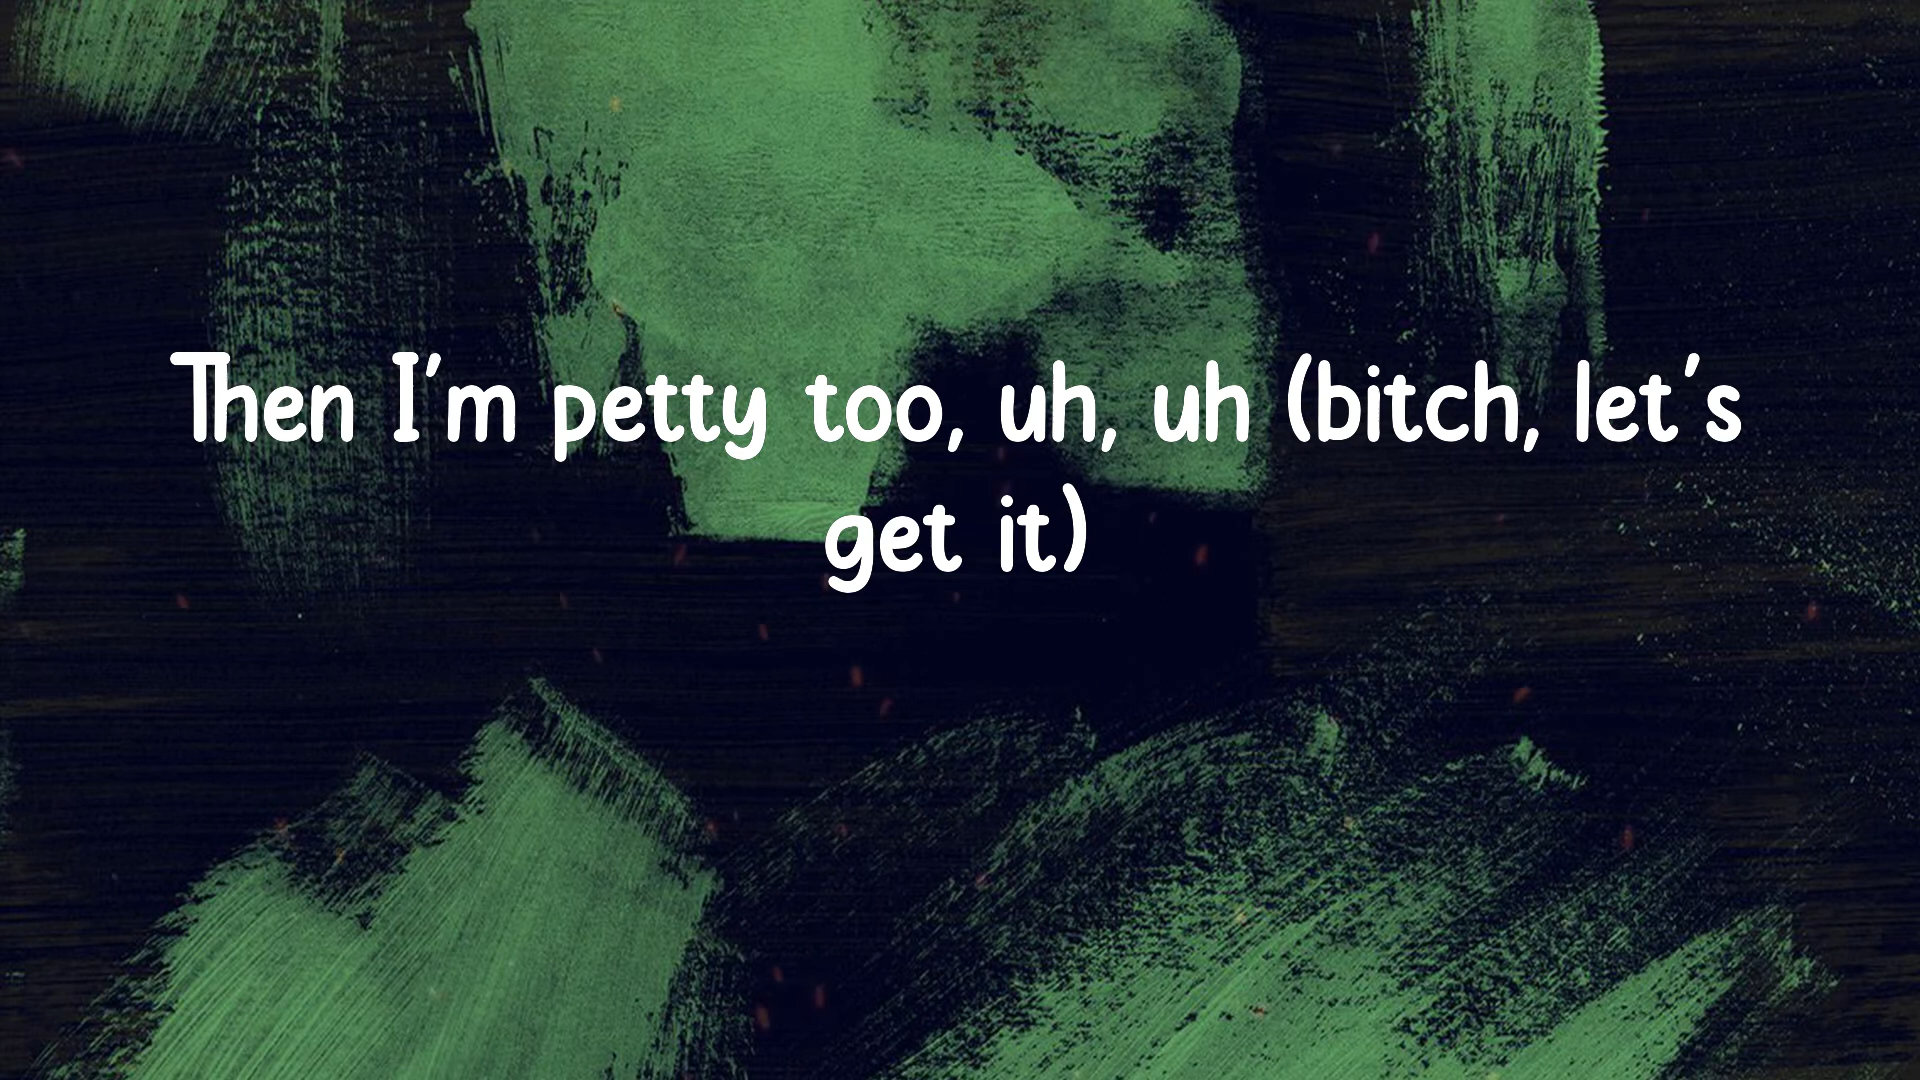 Then I'm petty too, uh, uh (bitch, let's
get it)